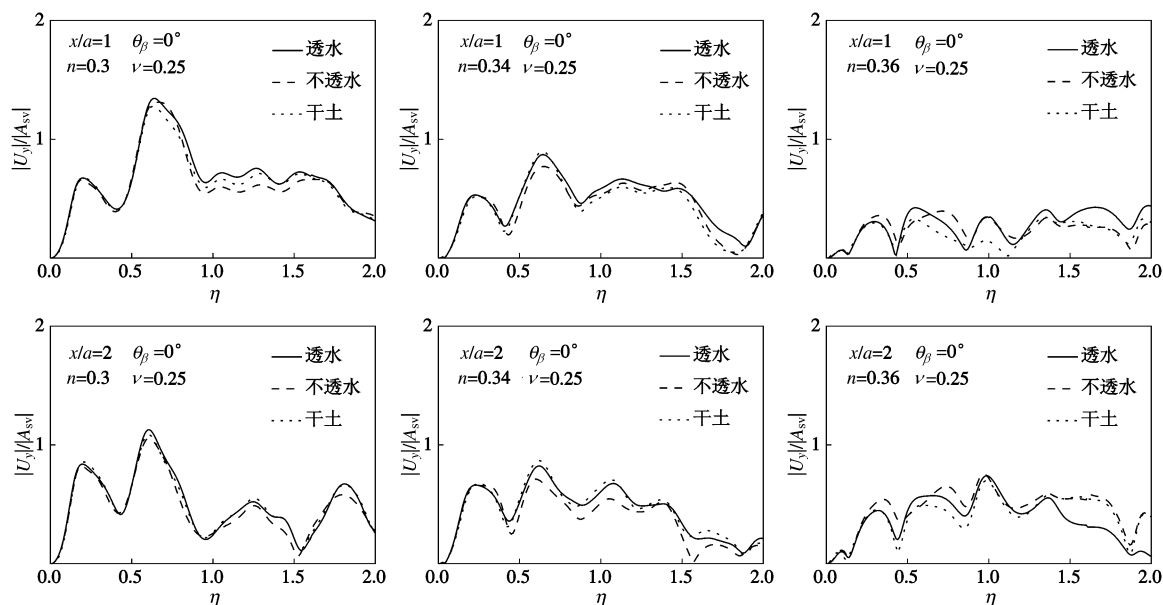 2
x/a=1 θβ=0°
n=0.3 ν=0.25
透水
不透水
干土
1
|Uy|/|Asv|
0.0 0.5 1.0 1.5 2.0
η
2
x/a=1 θβ=0°
n=0.34 ν=0.25
透水
不透水
干土
1
|Uy|/|Asv|
0.0 0.5 1.0 1.5 2.0
η
2
x/a=1 θβ=0°
n=0.36 ν=0.25
透水
不透水
干土
1
|Uy|/|Asv|
0.0 0.5 1.0 1.5 2.0
η
2
x/a=2 θβ=0°
n=0.3 ν=0.25
透水
不透水
干土
1
|Uy|/|Asv|
0.0 0.5 1.0 1.5 2.0
η
2
x/a=2 θβ=0°
n=0.34 ν=0.25
透水
不透水
干土
1
|Uy|/|Asv|
0.0 0.5 1.0 1.5 2.0
η
2
x/a=2 θβ=0°
n=0.36 ν=0.25
透水
不透水
干土
1
|Uy|/|Asv|
0.0 0.5 1.0 1.5 2.0
η